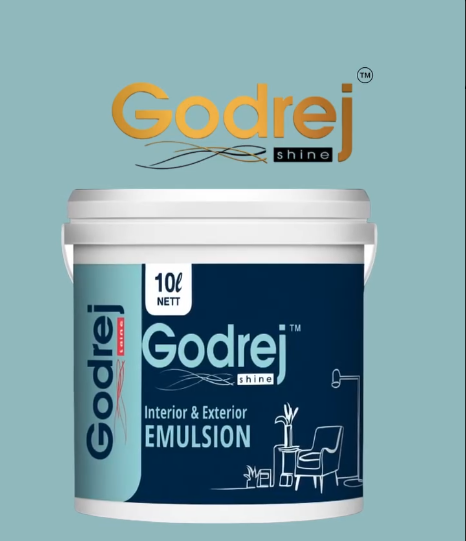 Godrej™
shine
10ℓ
NETT
Godrej™
shine
Godrej
shine
Interior & Exterior
EMULSION